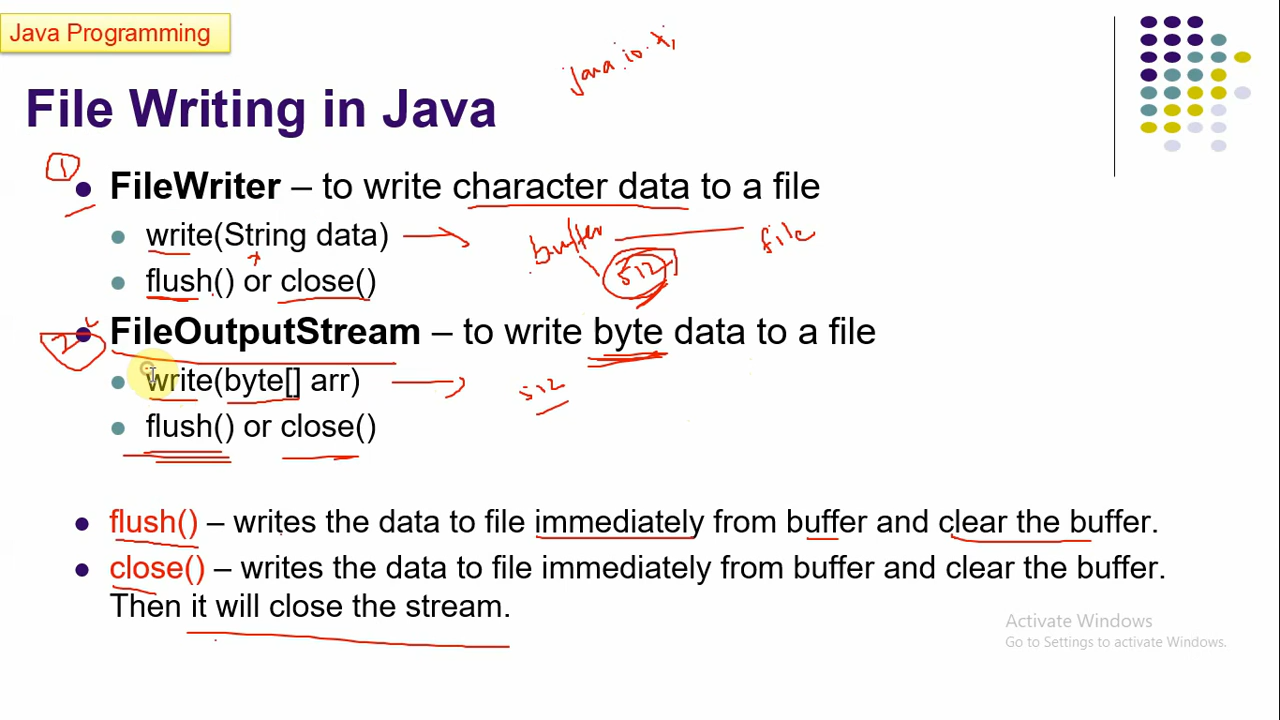 Java Programming
java.io.*;
File Writing in Java
1
• FileWriter – to write character data to a file
• write(String data)
buffer
file
• flush() or close()
512
2
• FileOutputStream – to write byte data to a file
• write(byte[] arr)
512
• flush() or close()
• flush() – writes the data to file immediately from buffer and clear the buffer.
• close() – writes the data to file immediately from buffer and clear the buffer.
Then it will close the stream.
Activate Windows
Go to Settings to activate Windows.